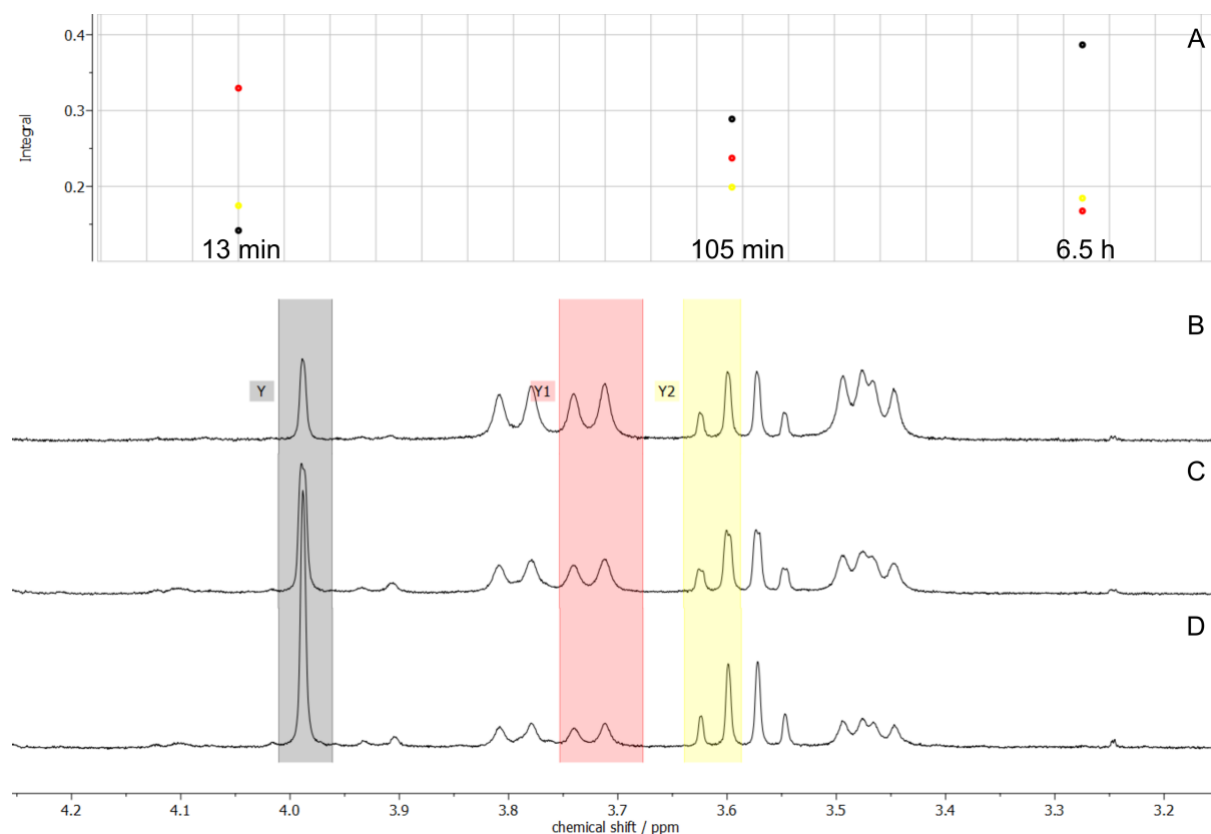 A
0.4
0.3
0.2
Integral
13 min
105 min
6.5 h
B
Y
Y1
Y2
C
D
4.2
4.1
4.0
3.9
3.8
3.7
3.6
3.5
3.4
3.3
3.2
chemical shift / ppm